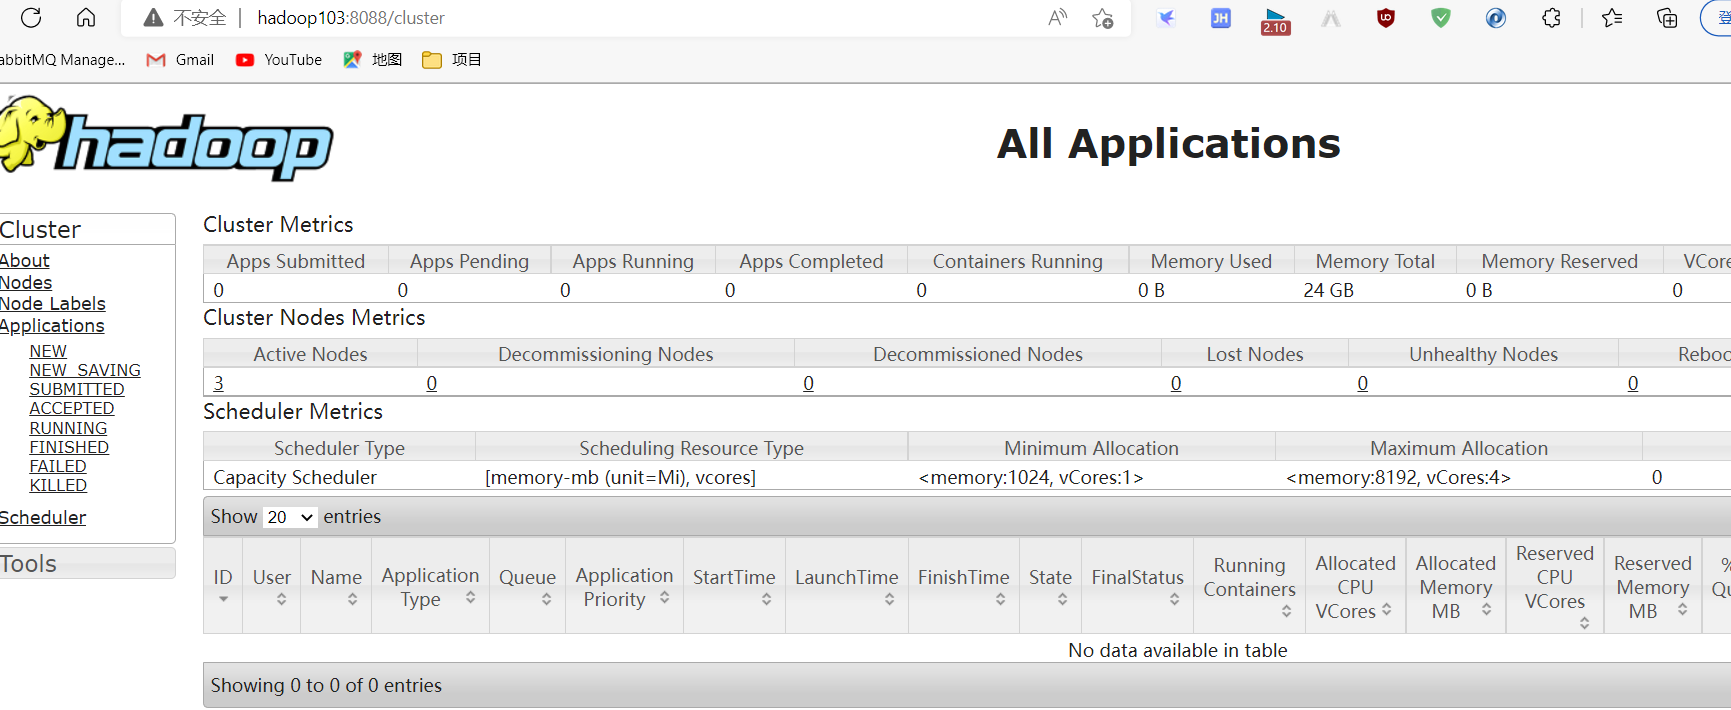 不安全 | hadoop103:8088/cluster
abbitMQ Manage... Gmail YouTube 地图 项目
hadoop
All Applications
Cluster
About
Nodes
Node Labels
Applications
NEW
NEW_SAVING
SUBMITTED
ACCEPTED
RUNNING
FINISHED
FAILED
KILLED
Scheduler
Tools
Cluster Metrics
Apps Submitted Apps Pending Apps Running Apps Completed Containers Running Memory Used Memory Total Memory Reserved VCore
0 0 0 0 0 0 B 24 GB 0 B 0
Cluster Nodes Metrics
Active Nodes Decommissioning Nodes Decommissioned Nodes Lost Nodes Unhealthy Nodes Reboo
3 0 0 0 0 0
Scheduler Metrics
Scheduler Type Scheduling Resource Type Minimum Allocation Maximum Allocation
Capacity Scheduler [memory-mb (unit=Mi), vcores] <memory:1024, vCores:1> <memory:8192, vCores:4> 0
Show 20 entries
ID User Name Application Type Queue Application Priority StartTime LaunchTime FinishTime State FinalStatus Running Containers Allocated CPU VCores Allocated Memory MB Reserved CPU VCores Reserved Memory MB % Qu
No data available in table
Showing 0 to 0 of 0 entries
JH
2.10
登